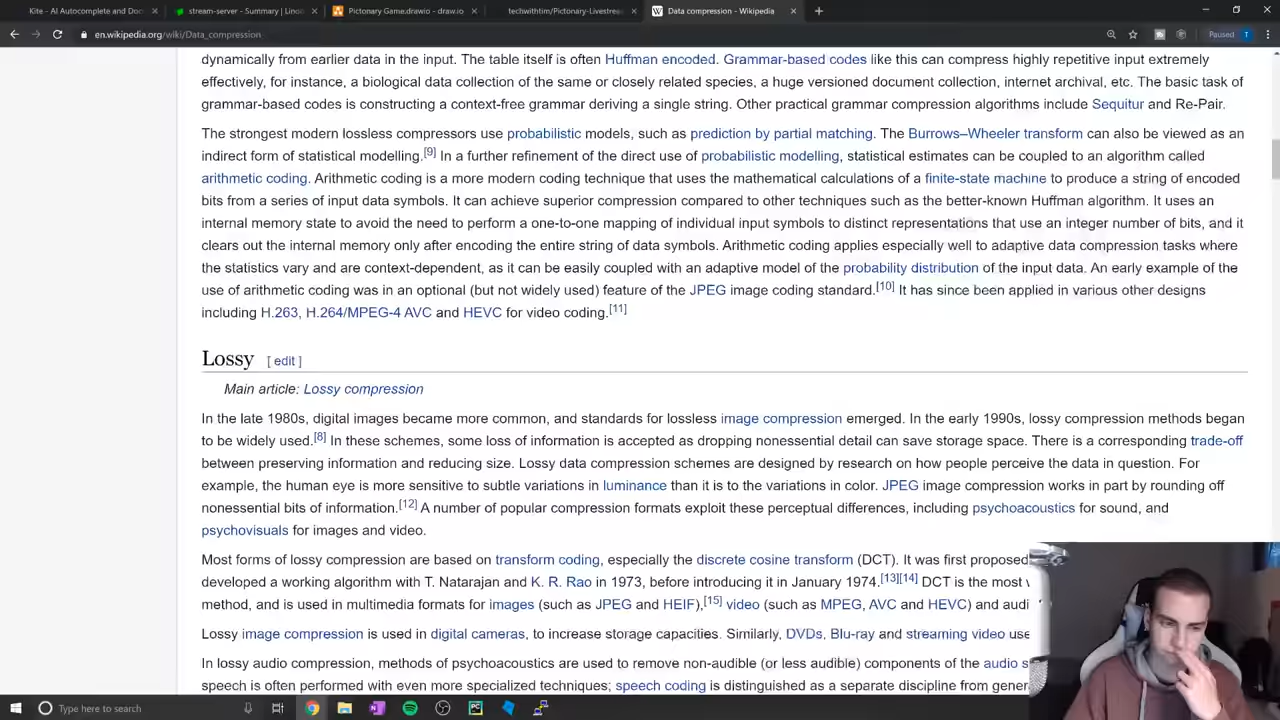 Kite - AI Autocomplete and Doc
stream-server - Summary | Lino
Pictonary Game.drawio - draw.io
techwithtim/Pictonary-Livestrea
Data compression - Wikipedia
en.wikipedia.org/wiki/Data_compression
Paused
T
dynamically from earlier data in the input. The table itself is often Huffman encoded. Grammar-based codes like this can compress highly repetitive input extremely
effectively, for instance, a biological data collection of the same or closely related species, a huge versioned document collection, internet archival, etc. The basic task of
grammar-based codes is constructing a context-free grammar deriving a single string. Other practical grammar compression algorithms include Sequitur and Re-Pair.
The strongest modern lossless compressors use probabilistic models, such as prediction by partial matching. The Burrows–Wheeler transform can also be viewed as an
indirect form of statistical modelling.[9] In a further refinement of the direct use of probabilistic modelling, statistical estimates can be coupled to an algorithm called
arithmetic coding. Arithmetic coding is a more modern coding technique that uses the mathematical calculations of a finite-state machine to produce a string of encoded
bits from a series of input data symbols. It can achieve superior compression compared to other techniques such as the better-known Huffman algorithm. It uses an
internal memory state to avoid the need to perform a one-to-one mapping of individual input symbols to distinct representations that use an integer number of bits, and it
clears out the internal memory only after encoding the entire string of data symbols. Arithmetic coding applies especially well to adaptive data compression tasks where
the statistics vary and are context-dependent, as it can be easily coupled with an adaptive model of the probability distribution of the input data. An early example of the
use of arithmetic coding was in an optional (but not widely used) feature of the JPEG image coding standard.[10] It has since been applied in various other designs
including H.263, H.264/MPEG-4 AVC and HEVC for video coding.[11]
Lossy [ edit ]
Main article: Lossy compression
In the late 1980s, digital images became more common, and standards for lossless image compression emerged. In the early 1990s, lossy compression methods began
to be widely used.[8] In these schemes, some loss of information is accepted as dropping nonessential detail can save storage space. There is a corresponding trade-off
between preserving information and reducing size. Lossy data compression schemes are designed by research on how people perceive the data in question. For
example, the human eye is more sensitive to subtle variations in luminance than it is to the variations in color. JPEG image compression works in part by rounding off
nonessential bits of information.[12] A number of popular compression formats exploit these perceptual differences, including psychoacoustics for sound, and
psychovisuals for images and video.
Most forms of lossy compression are based on transform coding, especially the discrete cosine transform (DCT). It was first proposed
developed a working algorithm with T. Natarajan and K. R. Rao in 1973, before introducing it in January 1974.[13][14] DCT is the most
method, and is used in multimedia formats for images (such as JPEG and HEIF),[15] video (such as MPEG, AVC and HEVC) and audi
Lossy image compression is used in digital cameras, to increase storage capacities. Similarly, DVDs, Blu-ray and streaming video use
In lossy audio compression, methods of psychoacoustics are used to remove non-audible (or less audible) components of the audio s
speech is often performed with even more specialized techniques; speech coding is distinguished as a separate discipline from gener
Type here to search